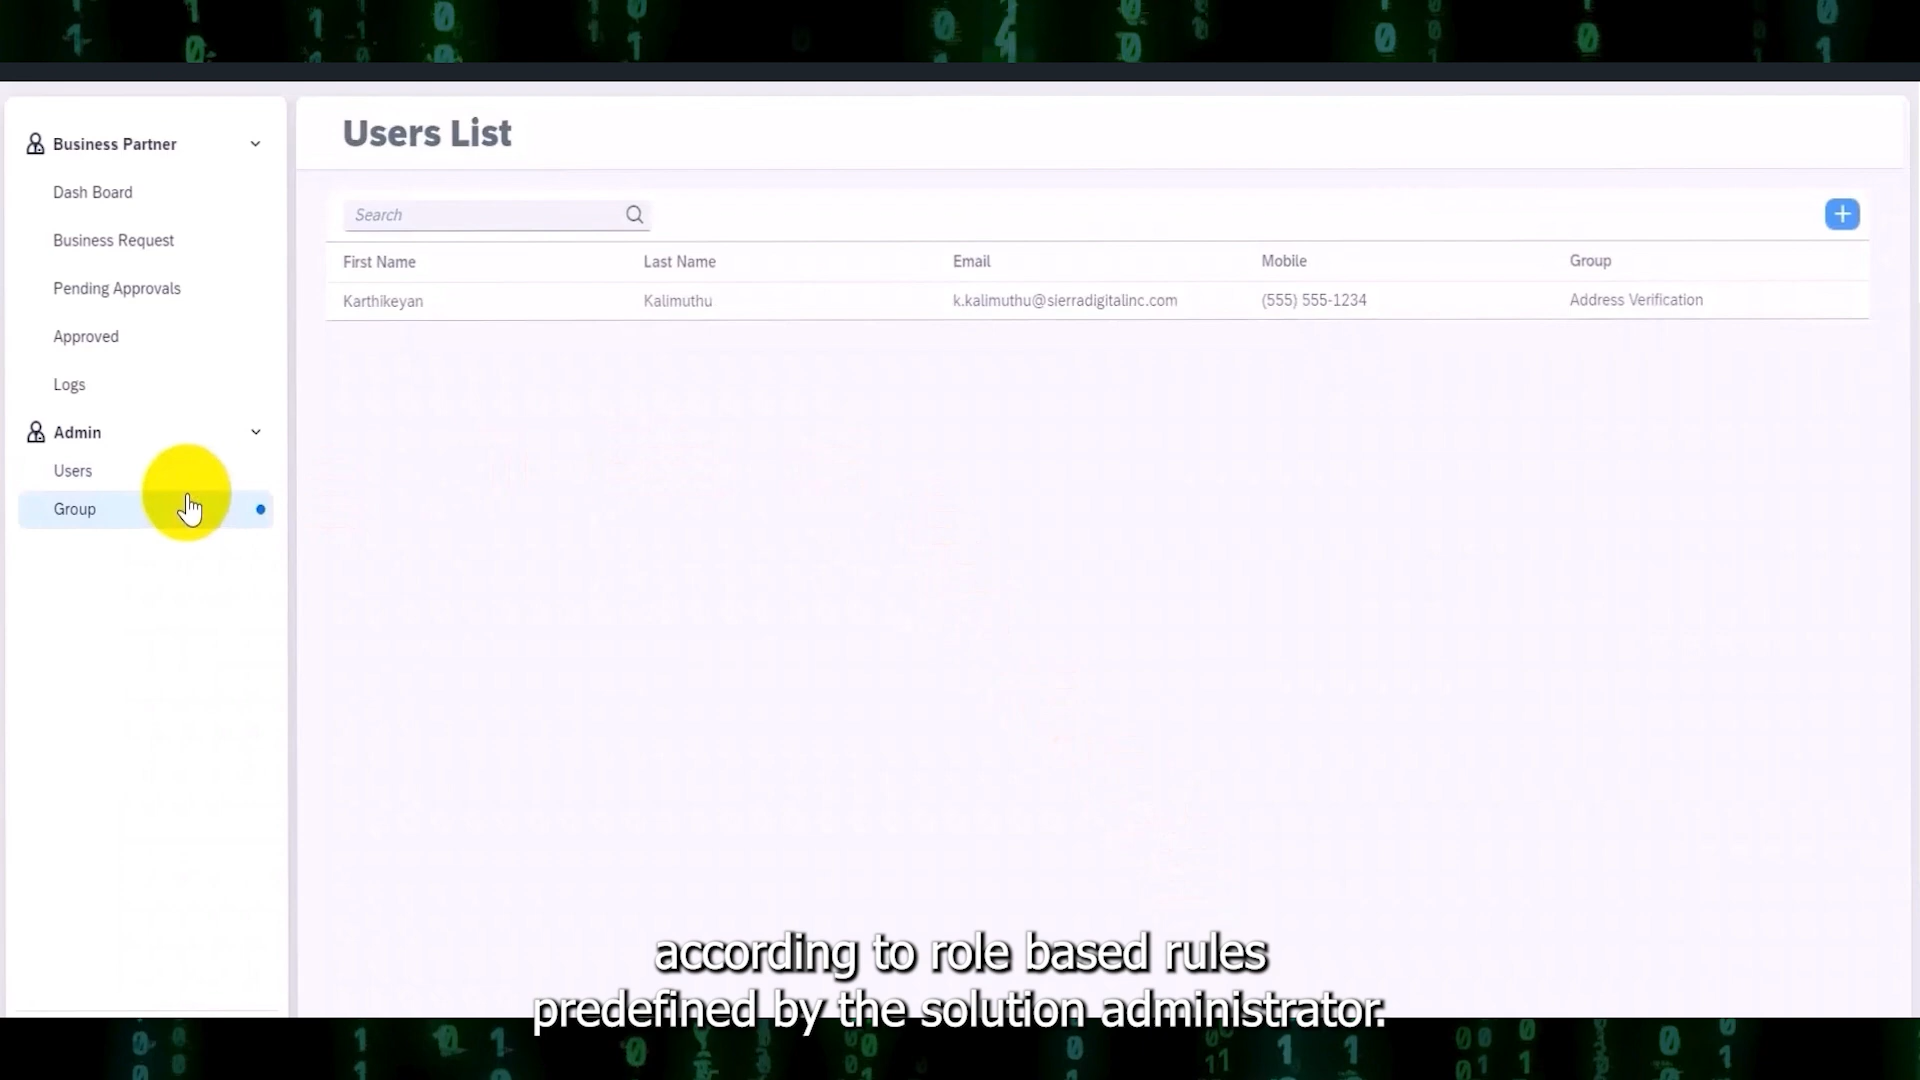 Business Partner
Dash Board
Business Request
Pending Approvals
Approved
Logs
Admin
Users
Group
Users List
Search
First Name Last Name Email Mobile Group
Karthikeyan Kalimuthu k.kalimuthu@sierradigitalinc.com (555) 555-1234 Address Verification
according to role based rules
predefined by the solution administrator.